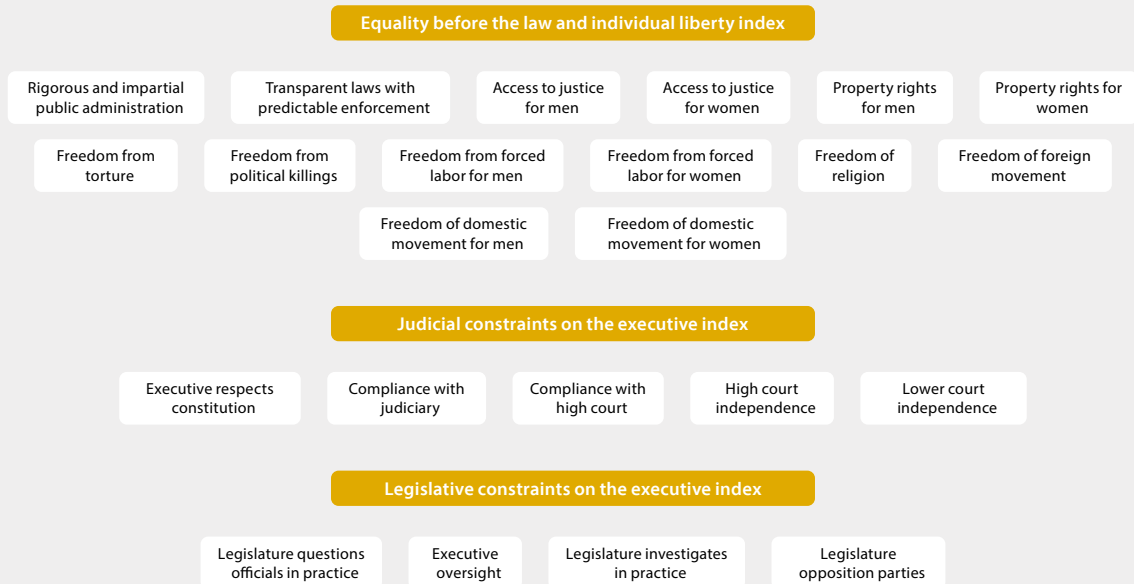 Equality before the law and individual liberty index
Rigorous and impartial
public administration
Transparent laws with
predictable enforcement
Access to justice
for men
Access to justice
for women
Property rights
for men
Property rights for
women
Freedom from
torture
Freedom from
political killings
Freedom from forced
labor for men
Freedom from forced
labor for women
Freedom of
religion
Freedom of foreign
movement
Freedom of domestic
movement for men
Freedom of domestic
movement for women
Judicial constraints on the executive index
Executive respects
constitution
Compliance with
judiciary
Compliance with
high court
High court
independence
Lower court
independence
Legislative constraints on the executive index
Legislature questions
officials in practice
Executive
oversight
Legislature investigates
in practice
Legislature
opposition parties